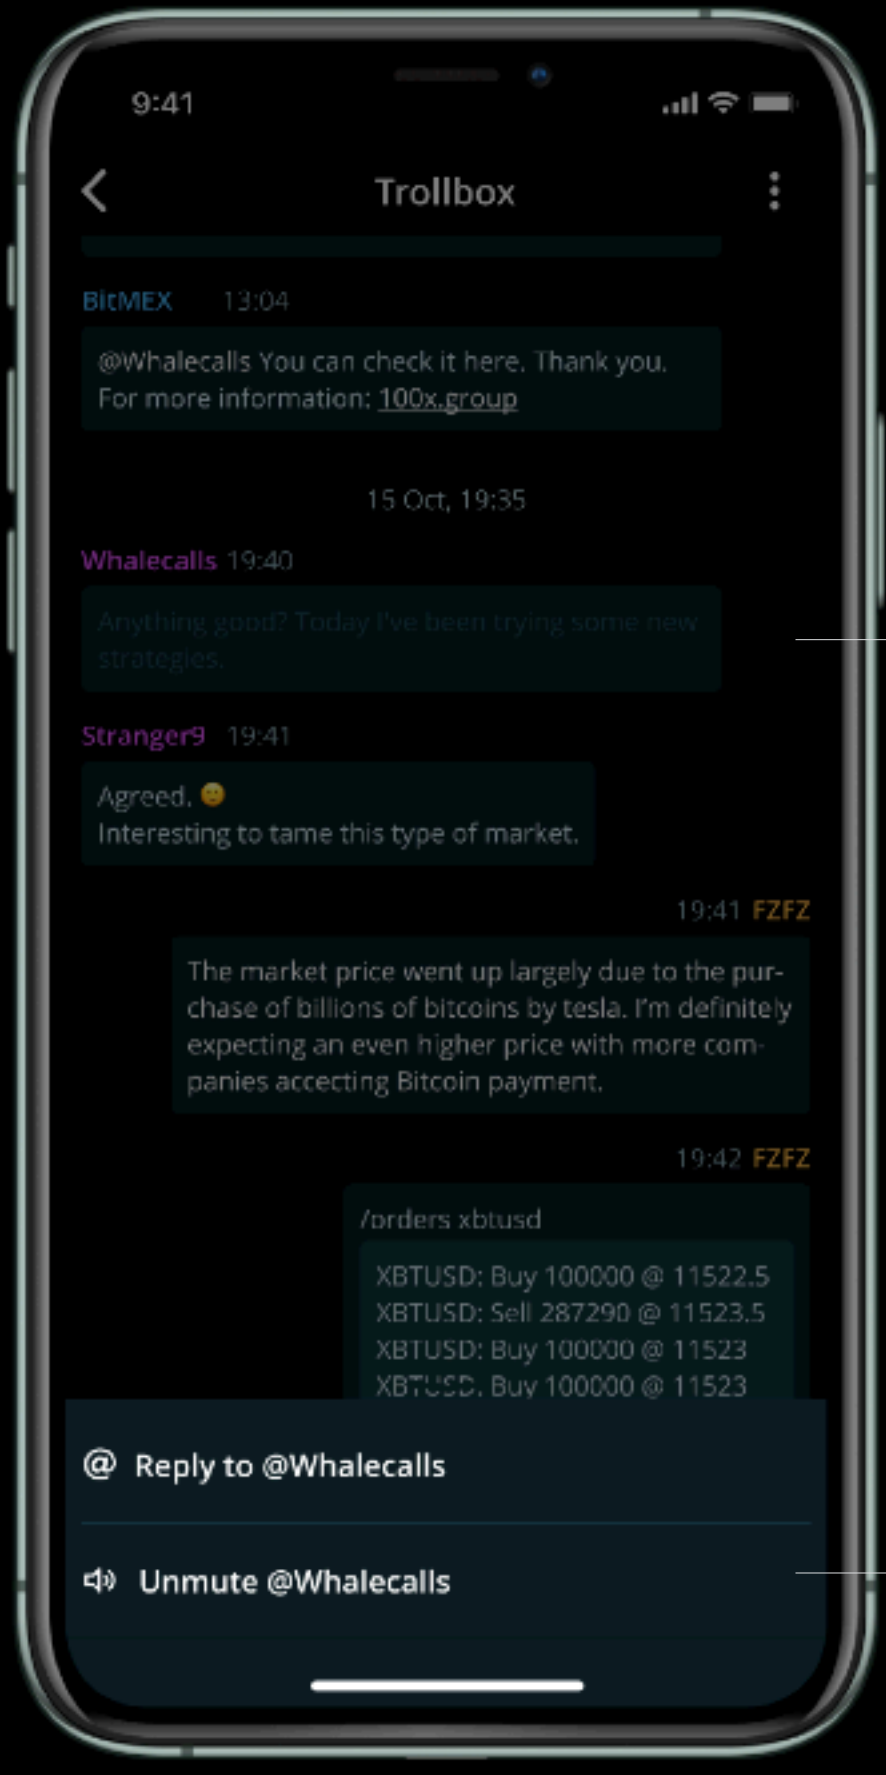 9:41
Trollbox
BitMEX 13:04
@Whalecalls You can check it here. Thank you.
For more information: 100x.group
15 Oct, 19:35
Whalecalls 19:40
Anything good? Today I've been trying some new
strategies.
Stranger9 19:41
Agreed. 🙂
Interesting to tame this type of market.
19:41 FZFZ
The market price went up largely due to the pur-
chase of billions of bitcoins by tesla. I'm definitely
expecting an even higher price with more com-
panies accecting Bitcoin payment.
19:42 FZFZ
/orders xbtusd
XBTUSD: Buy 100000 @ 11522.5
XBTUSD: Sell 287290 @ 11523.5
XBTUSD: Buy 100000 @ 11523
XBTUSD: Buy 100000 @ 11523
@ Reply to @Whalecalls
Unmute @Whalecalls